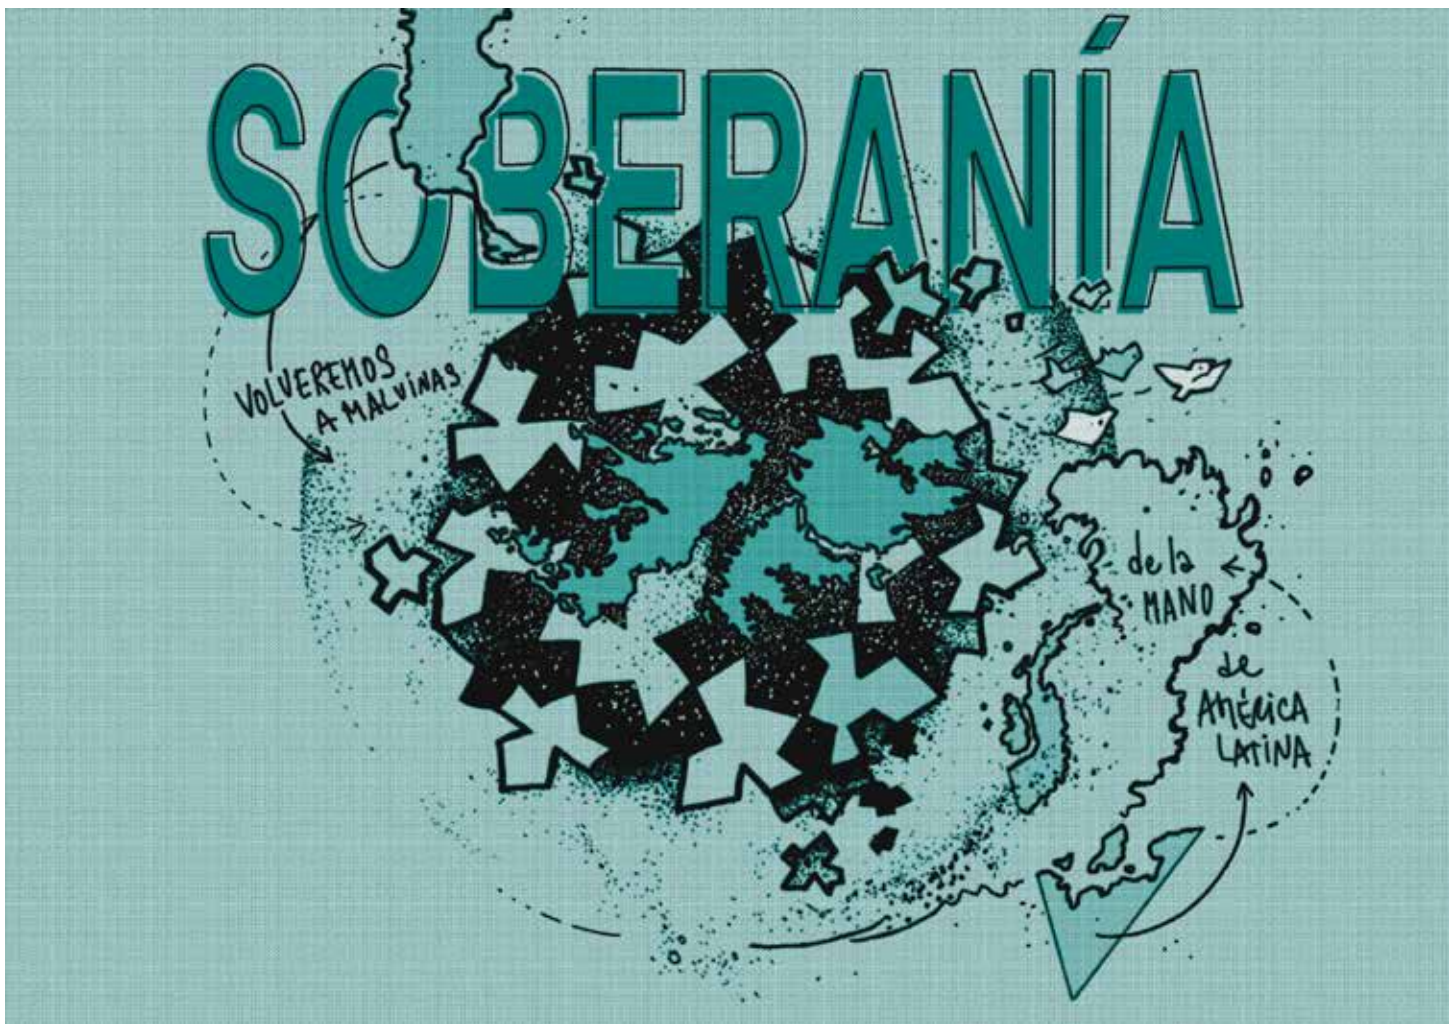 SOBERANÍA
VOLVEREMOS
A MALVINAS
de la
MANO
de
AMÉRICA
LATINA